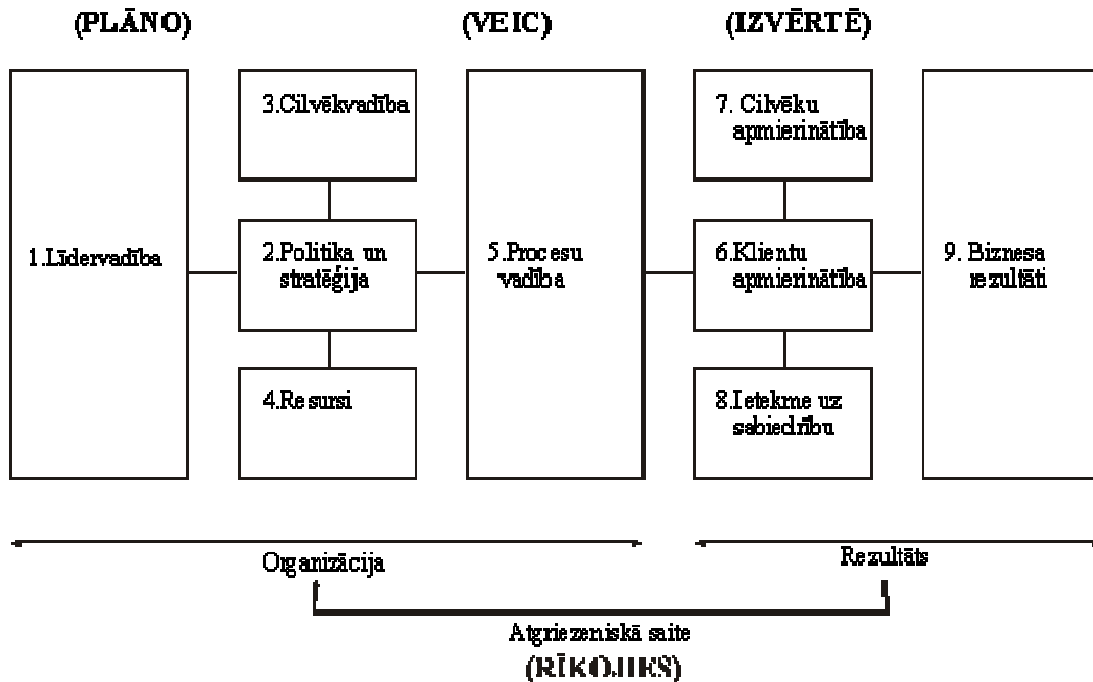 (PLĀNO) (VEIC) (IZVĒRTĒ)
1.Līdervadība
3.Cilvēkvadība
2.Politika un
stratēģija
4.Resursi
5.Procesu
vadība
7. Cilvēku
apmierinātība
6.Klientu
apmierinātība
8.Ietekme uz
sabiedrību
9. Biznesa
rezultāti
Organizācija
Rezultāts
Atgriezeniskā saite
(RĪKOJIES)